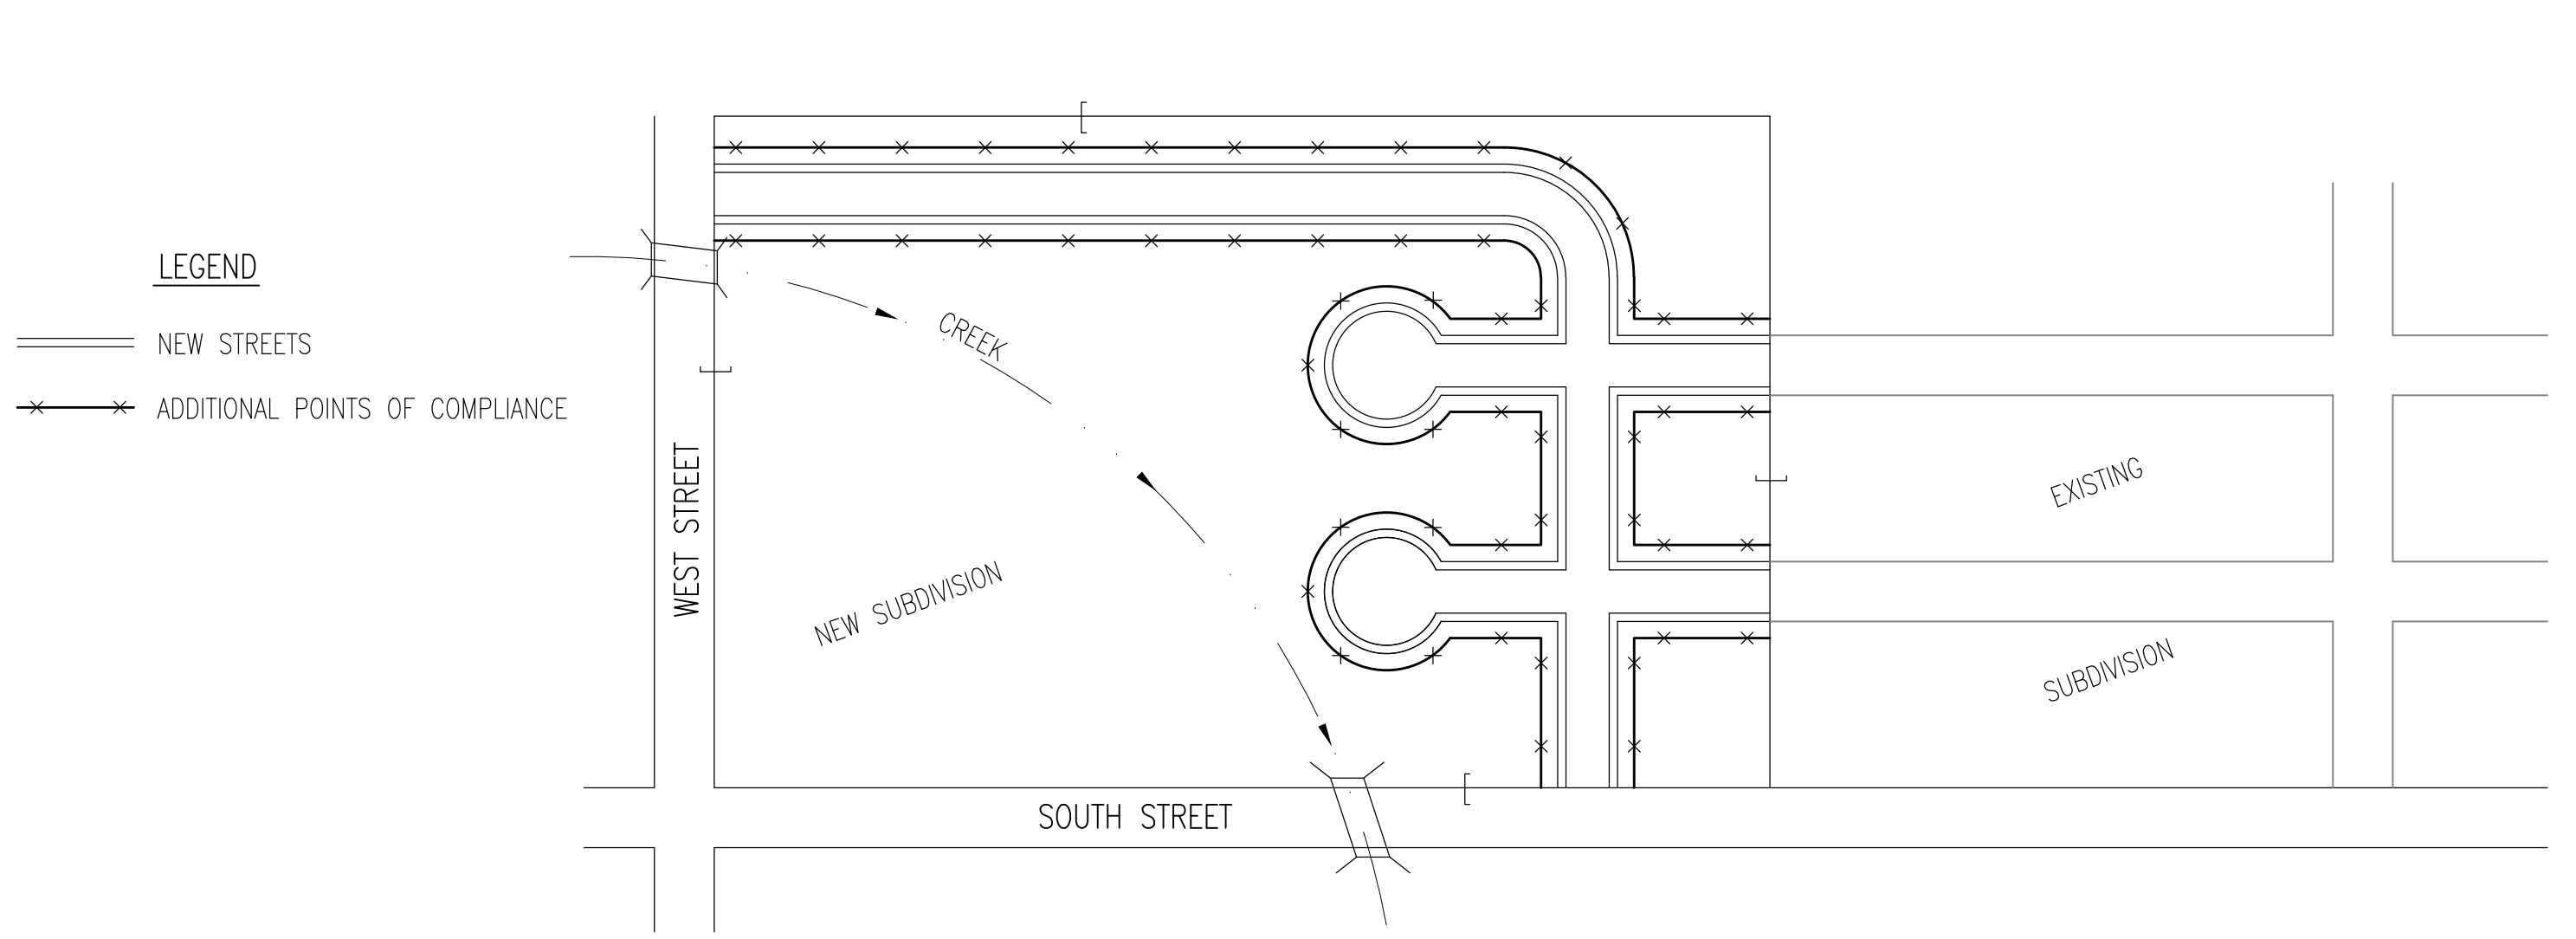 LEGEND
NEW STREETS
ADDITIONAL POINTS OF COMPLIANCE
WEST STREET
CREEK
NEW SUBDIVISION
SOUTH STREET
EXISTING
SUBDIVISION